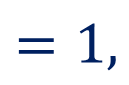 = 1,